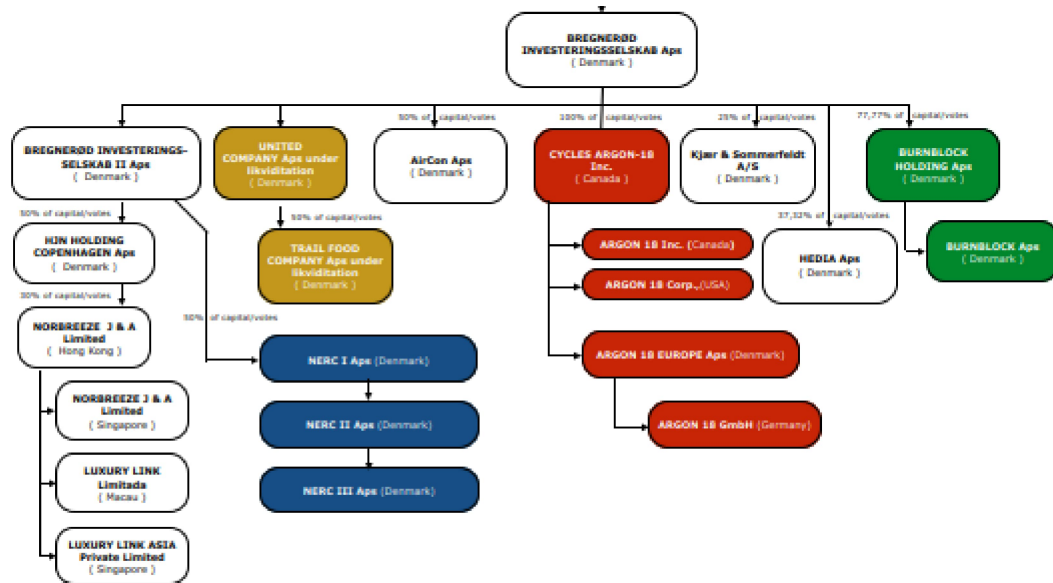 BREGNERØD
INVESTERINGSSELSKAB Aps
( Denmark )
50% of capital/votes
100% of capital/votes
25% of capital/votes
77,77% of capital/votes
BREGNERØD INVESTERINGS-
SELSKAB II Aps
( Denmark )
UNITED
COMPANY Aps under
likviditation
( Denmark )
AirCon Aps
( Denmark )
CYCLES ARGON-18
Inc.
( Canada )
Kjær & Sommerfeldt
A/S
( Denmark )
BURNBLOCK
HOLDING Aps
( Denmark )
50% of capital/votes
50% of capital/votes
37,32% of capital/votes
HJN HOLDING
COPENHAGEN Aps
( Denmark )
TRAIL FOOD
COMPANY Aps under
likviditation
( Denmark )
ARGON 18 Inc. (Canada)
HEDIA Aps
( Denmark )
BURNBLOCK Aps
( Denmark )
30% of capital/votes
ARGON 18 Corp.,(USA)
50% of capital/votes
NORBREEZE J & A
Limited
( Hong Kong )
NERC I Aps (Denmark)
ARGON 18 EUROPE Aps (Denmark)
NORBREEZE J & A
Limited
( Singapore )
NERC II Aps (Denmark)
ARGON 18 GmbH (Germany)
LUXURY LINK
Limitada
( Macau )
NERC III Aps (Denmark)
LUXURY LINK ASIA
Private Limited
( Singapore )